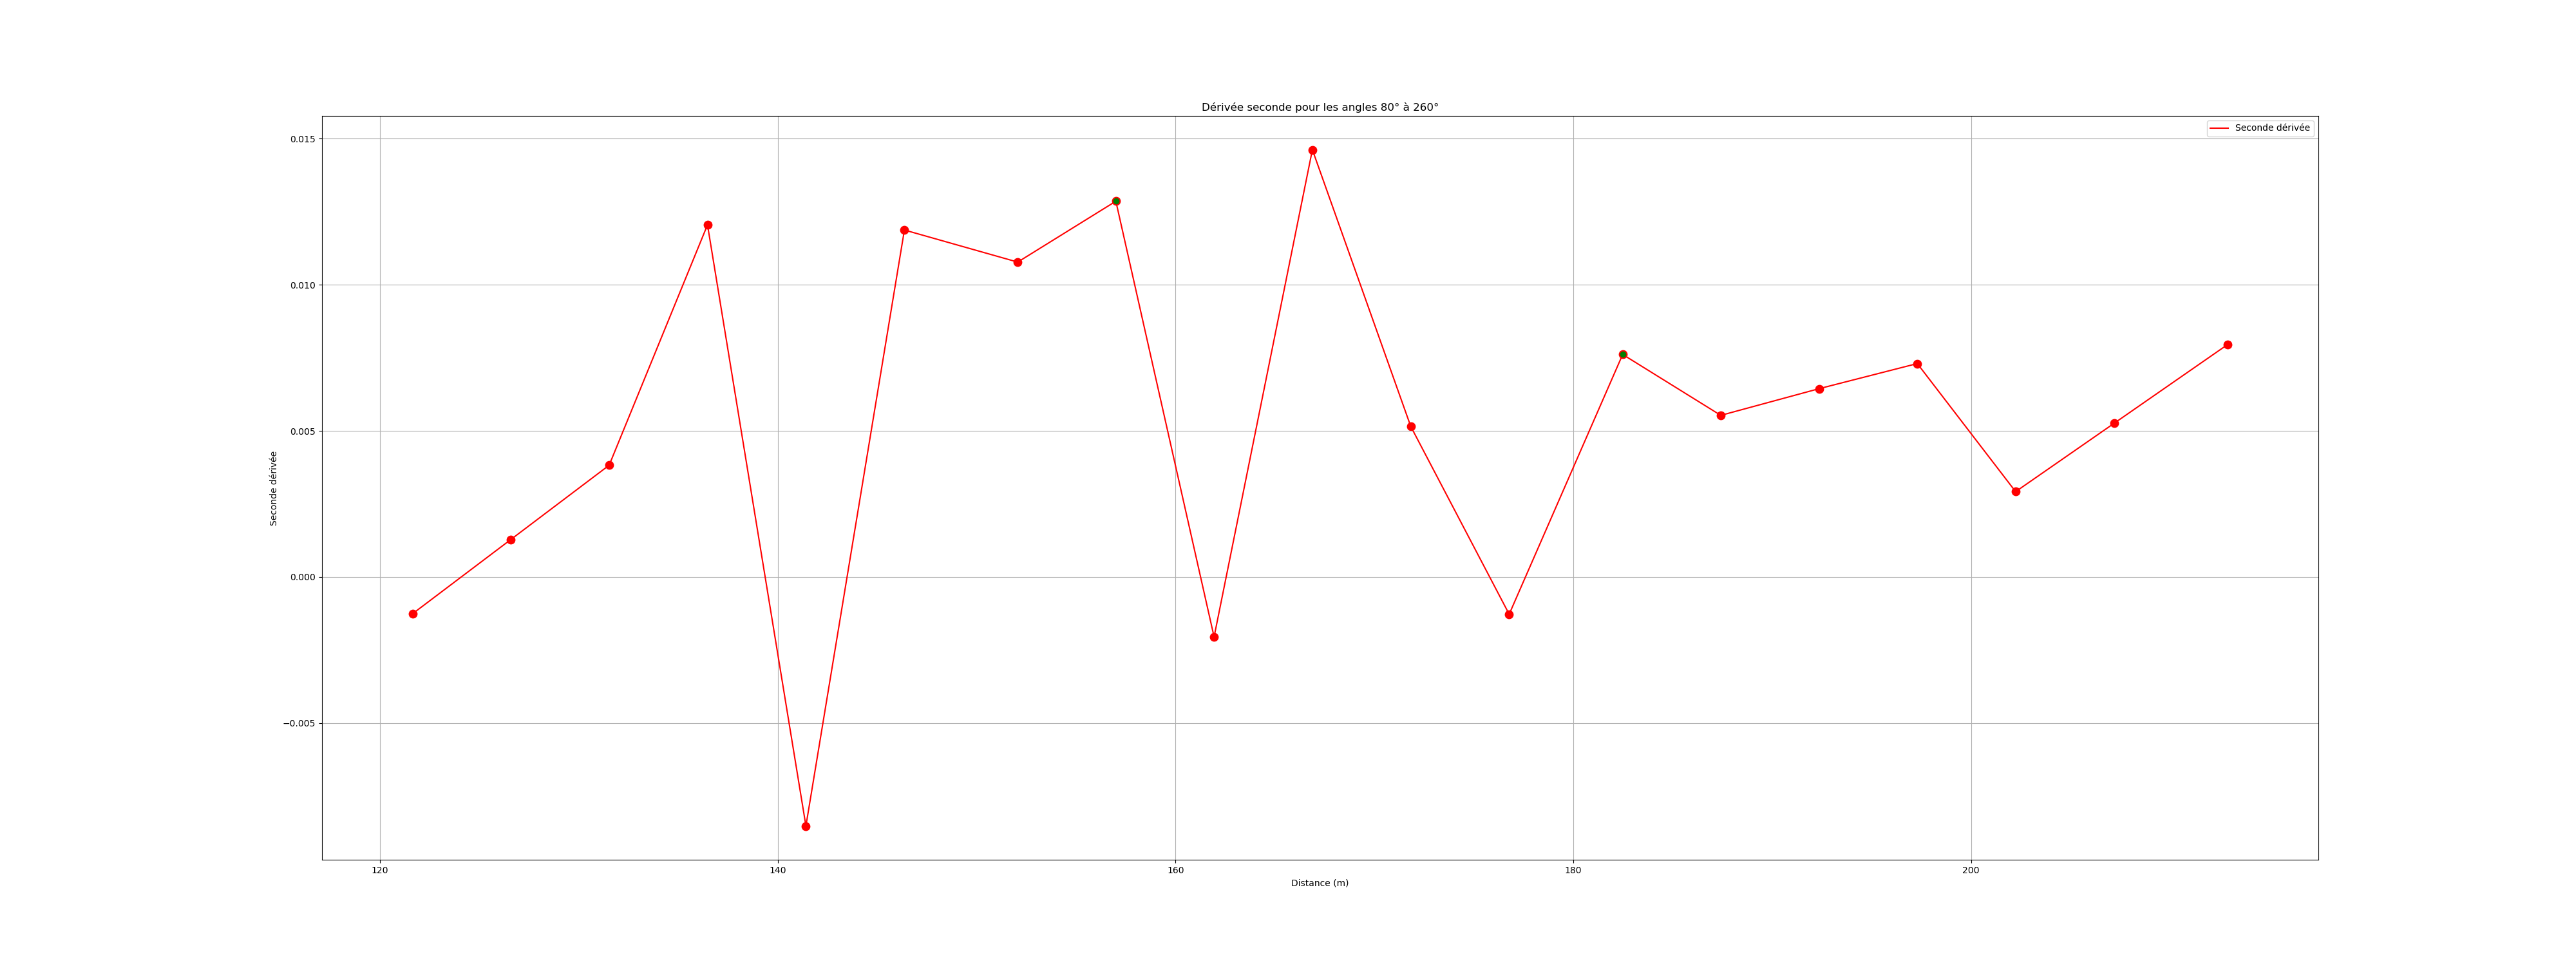 Dérivée seconde pour les angles 80° à 260°
Seconde dérivée
0.015
0.010
0.005
0.000
−0.005
Seconde dérivée
120
140
160
180
200
Distance (m)